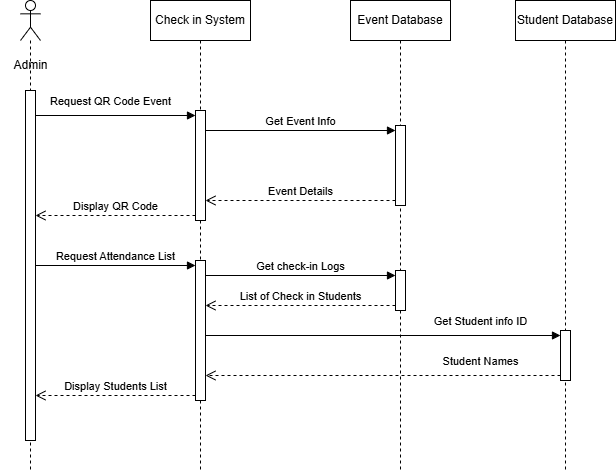 Check in System
Event Database
Student Database
Admin
Request QR Code Event
Get Event Info
Event Details
Display QR Code
Request Attendance List
Get check-in Logs
List of Check in Students
Get Student info ID
Student Names
Display Students List